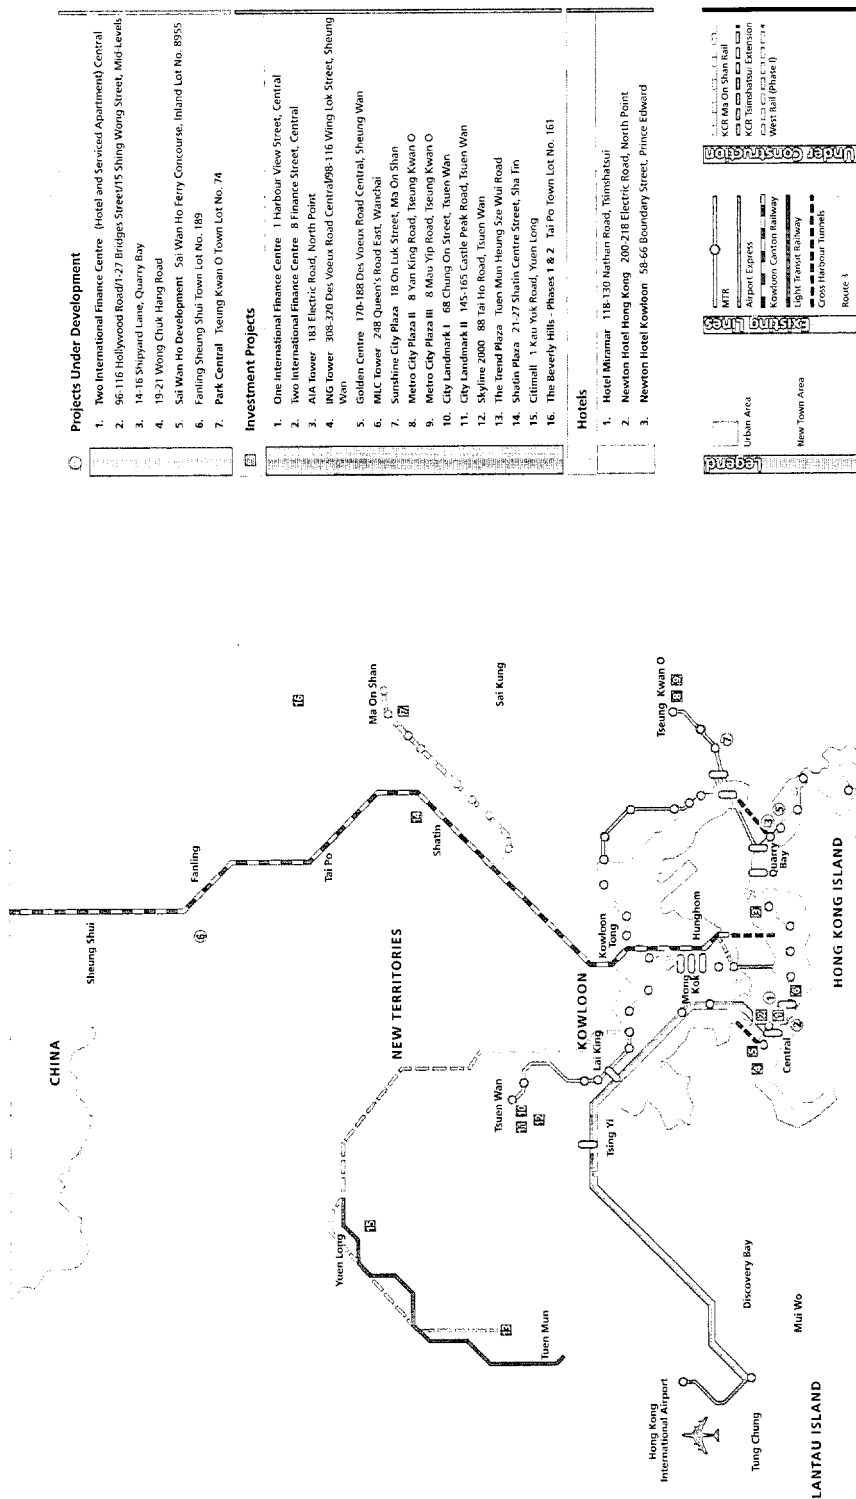 Projects Under Development
1. Two International Finance Centre (Hotel and Serviced Apartment) Central
2. 96-116 Hollywood Road/1-27 Bridges Street/15 Shing Wong Street, Mid-Levels
3. 14-16 Shipyard Lane, Quarry Bay
4. 19-21 Wong Chuk Hang Road
5. Sai Wan Ho Development Sai Wan Ho Ferry Concourse, Inland Lot No. 8955
6. Fanling Sheung Shui Town Lot No. 189
7. Park Central Tseung Kwan O Town Lot No. 74
Investment Projects
1. One International Finance Centre 1 Harbour View Street, Central
2. Two International Finance Centre 8 Finance Street, Central
3. AIA Tower 183 Electric Road, North Point
4. ING Tower 308-320 Des Voeux Road Central/98-116 Wing Lok Street, Sheung
Wan
5. Golden Centre 170-188 Des Voeux Road Central, Sheung Wan
6. MLC Tower 248 Queen's Road East, Wanchai
7. Sunshine City Plaza 18 On Luk Street, Ma On Shan
8. Metro City Plaza II 8 Yan King Road, Tseung Kwan O
9. Metro City Plaza III 8 Mau Yip Road, Tseung Kwan O
10. City Landmark I 68 Chung On Street, Tsuen Wan
11. City Landmark II 145-165 Castle Peak Road, Tsuen Wan
12. Skyline 2000 88 Tai Ho Road, Tsuen Wan
13. The Trend Plaza Tuen Mun Heung Sze Wui Road
14. Shatin Plaza 21-27 Shatin Centre Street, Sha Tin
15. Citimall 1 Kau Yuk Road, Yuen Long
16. The Beverly Hills - Phases 1 & 2 Tai Po Town Lot No. 161
Hotels
1. Hotel Miramar 118-130 Nathan Road, Tsimshatsui
2. Newton Hotel Hong Kong 200-218 Electric Road, North Point
3. Newton Hotel Kowloon 58-66 Boundary Street, Prince Edward
Legend
Urban Area
New Town Area
Existing Lines
MTR
Airport Express
Kowloon Canton Railway
Light Transit Railway
Cross Harbour Tunnels
Route 3
Under Construction
KCR Ma On Shan Rail
KCR Tsimshatsui Extension
West Rail (Phase I)
CHINA
Sheung Shui
Fanling
6
Tai Po
16
Ma On Shan
17
14
Shatin
Sai Kung
NEW TERRITORIES
Yuen Long
15
13
Tuen Mun
Tsuen Wan
11 10
12
KOWLOON
Lai King
Kowloon
Tong
Tseung Kwan O
8 9
7
Tsing Yi
Mong
Kok
Hunghom
3
5
Quarry
Bay
Central
1
2
HONG KONG ISLAND
Discovery Bay
Mui Wo
Hong Kong
International Airport
Tung Chung
LANTAU ISLAND